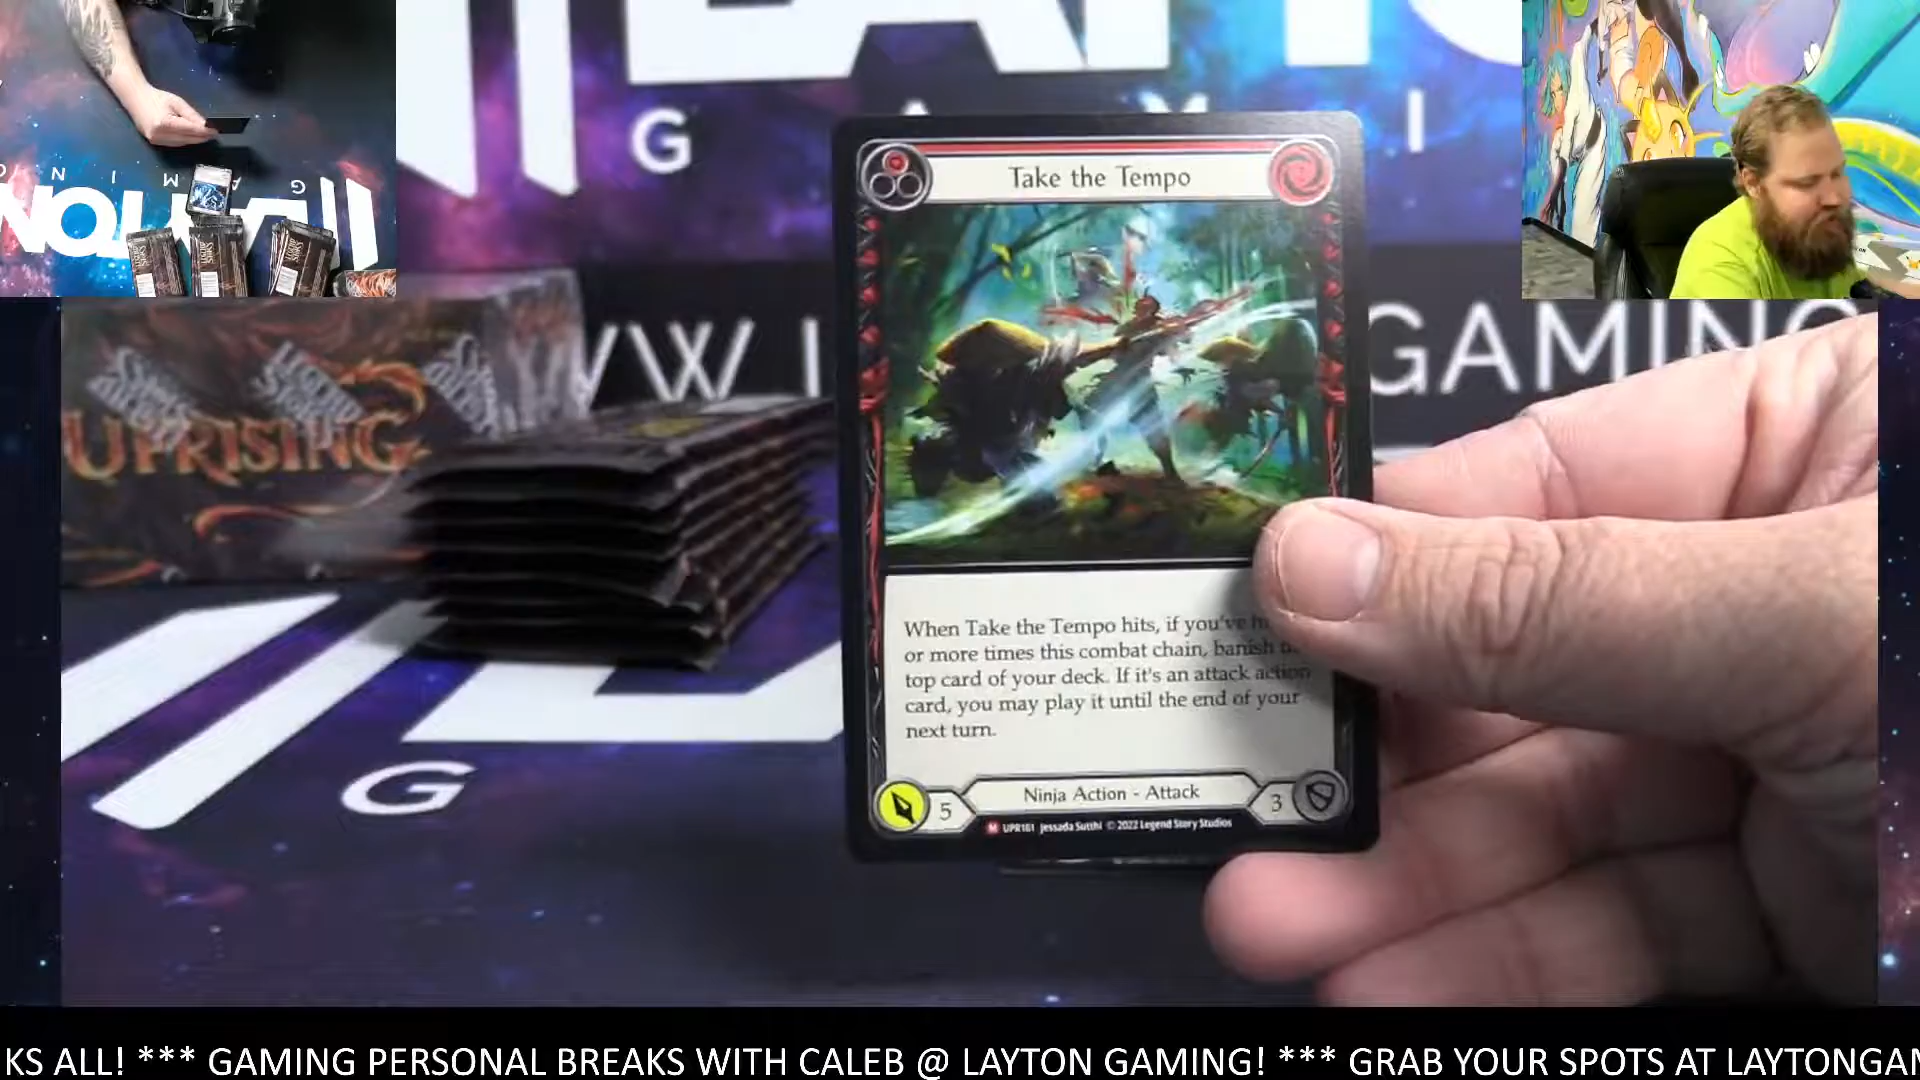 G A M I
Take the Tempo
GAMING
UPRISING
When Take the Tempo hits, if you've
or more times this combat chain, banish
top card of your deck. If it's an attack action
card, you may play it until the end of your
next turn.
5
Ninja Action - Attack
3
M UPR161 Jessada Sutthi © 2022 Legend Story Studios
G
KS ALL! *** GAMING PERSONAL BREAKS WITH CALEB @ LAYTON GAMING! *** GRAB YOUR SPOTS AT LAYTONGA